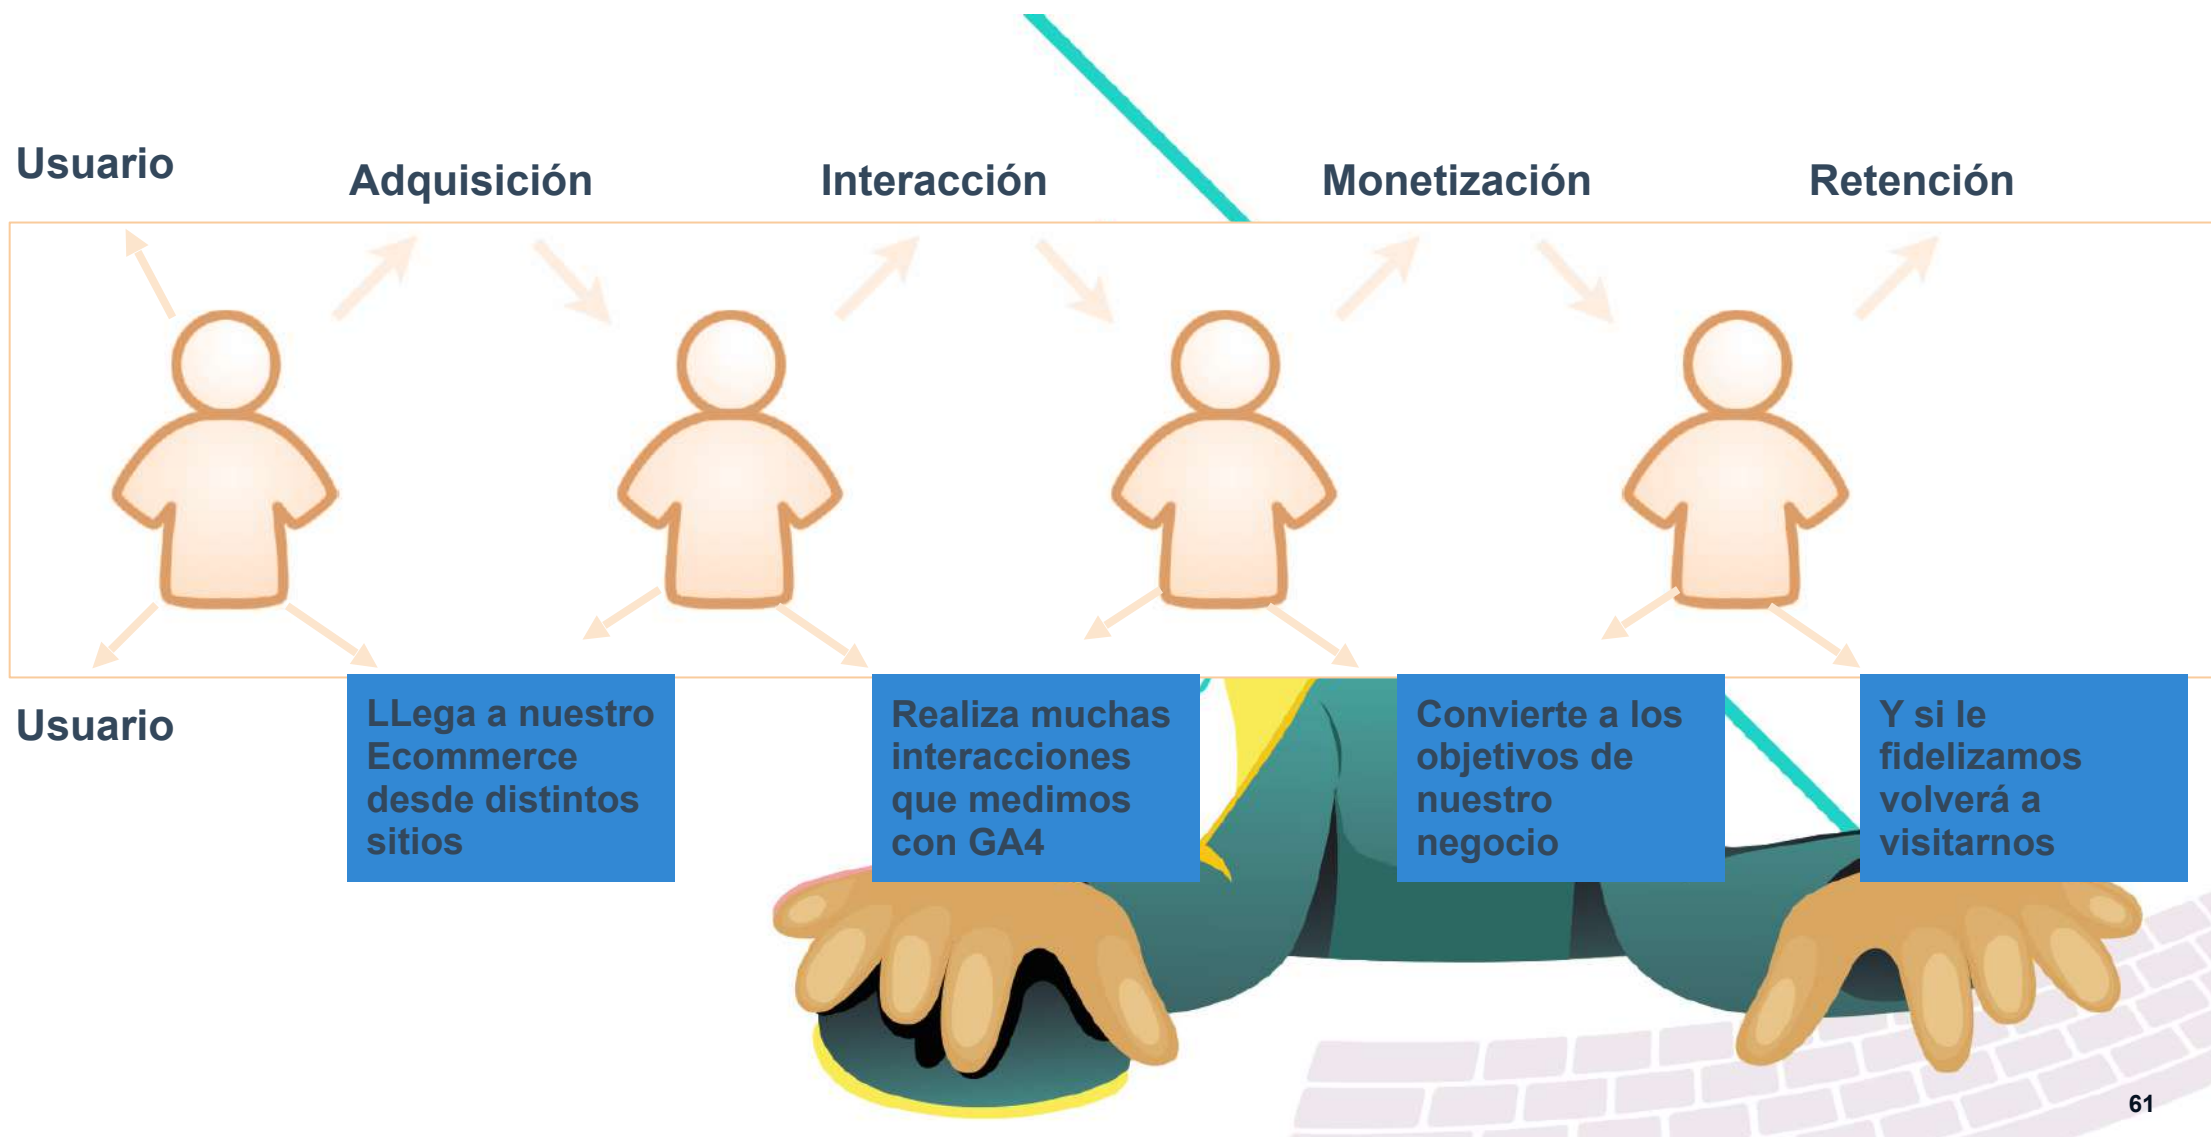 Usuario
Adquisición
Interacción
Monetización
Retención
Usuario
LLega a nuestro
Ecommerce
desde distintos
sitios
Realiza muchas
interacciones
que medimos
con GA4
Convierte a los
objetivos de
nuestro
negocio
Y si le
fidelizamos
volverá a
visitarnos
61